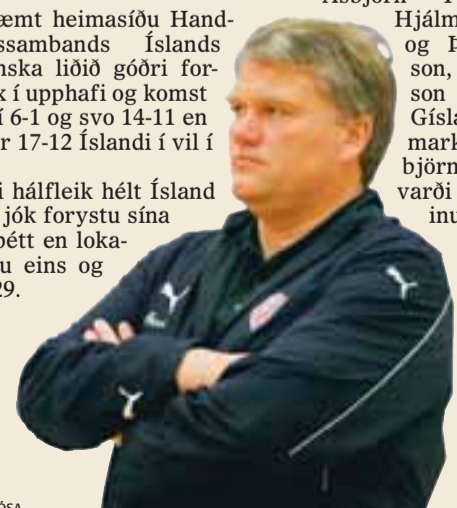 æmt heimasíðu Hand-
ssambands Íslands
nska liðið góðri for-
k í upphafi og komst
í 6-1 og svo 14-11 en
r 17-12 Íslandi í vil í
i hálfleik hélt Ísland
jók forystu sína
þétt en loka-
u eins og
29.
Hjálm
og Þ
son,
son
Gísla
mark
björn
varði
inu
ÓSA